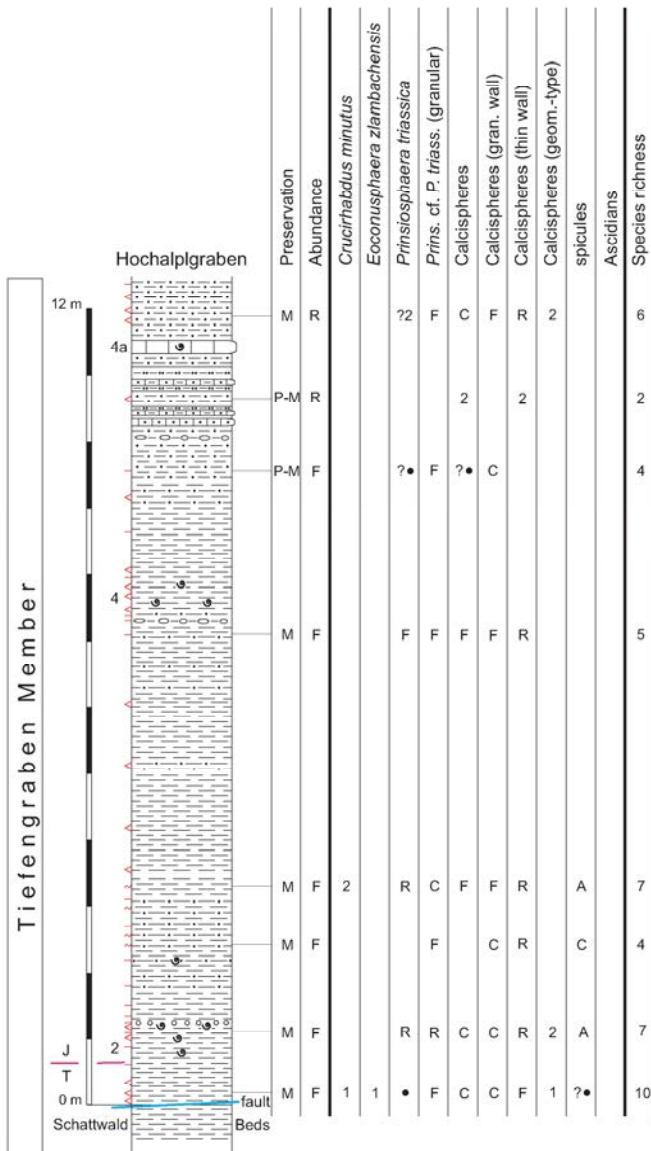 Preservation
Abundance
Crucirhabdus minutus
Eoconusphaera zlambachensis
Prinsiosphaera triassica
Prins. cf. P. triass. (granular)
Calcispheres
Calcispheres (gran. wall)
Calcispheres (thin wall)
Calcispheres (geom.-type)
spicules
Ascidians
Species rchness
Hochalplgraben
12 m
M R ?2 F C F R 2 6
4a
P-M R 2 2 2
P-M F ?● F ?● C 4
4
M F F F F F R 5
Tiefengraben Member
M F 2 R C F F R A 7
M F F C R C 4
M F R R C C R 2 A 7
J 2
T
0 m fault M F 1 1 ● F C C F 1 ?● 10
Schattwald Beds